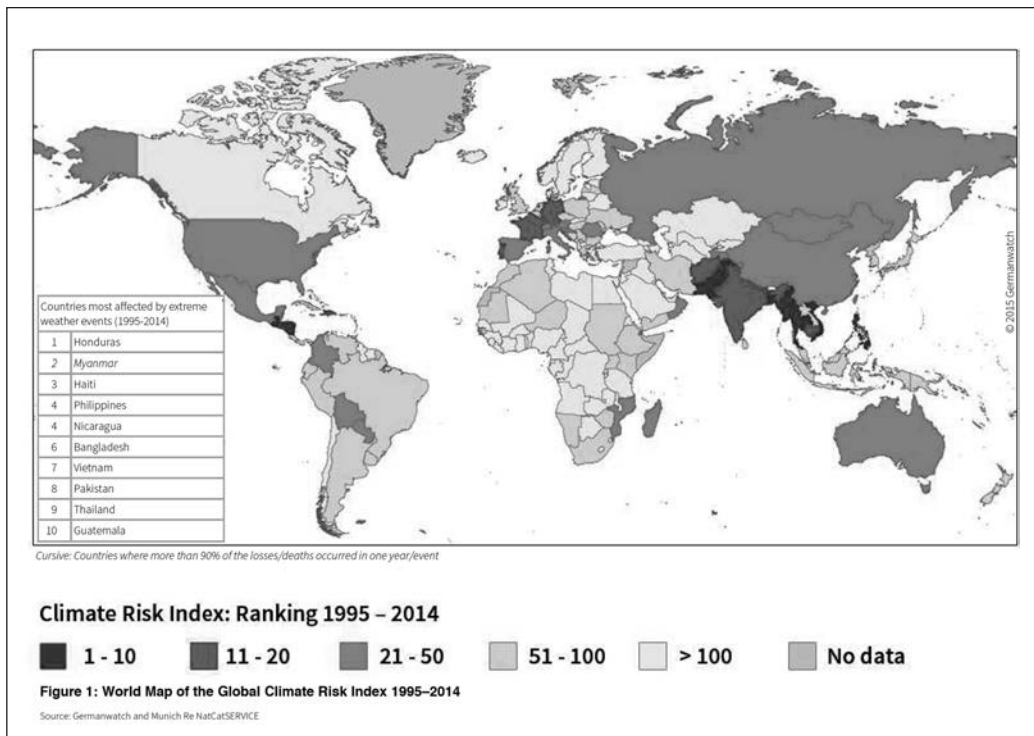 © 2015 Germanwatch
Countries most affected by extreme
weather events (1995-2014)
1 Honduras
2 Myanmar
3 Haiti
4 Philippines
4 Nicaragua
6 Bangladesh
7 Vietnam
8 Pakistan
9 Thailand
10 Guatemala
Cursive: Countries where more than 90% of the losses/deaths occurred in one year/event
Climate Risk Index: Ranking 1995 – 2014
1 - 10 11 - 20 21 - 50 51 - 100 > 100 No data
Figure 1: World Map of the Global Climate Risk Index 1995–2014
Source: Germanwatch and Munich Re NatCatSERVICE